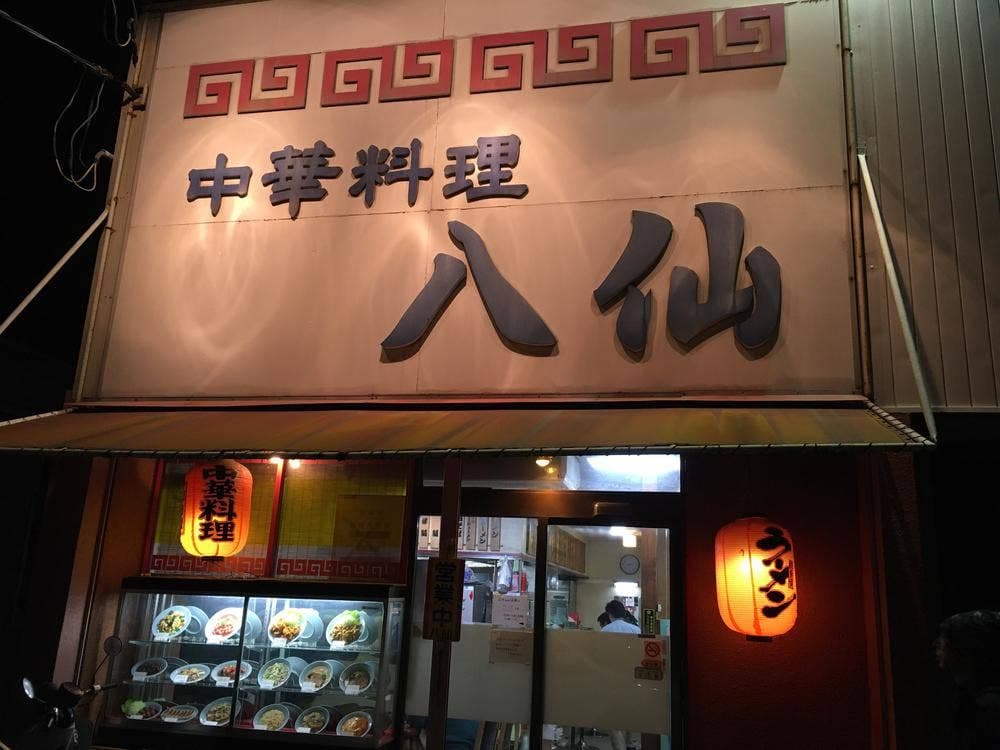 中華料理
八仙
中華料理
営業中
ラーメン